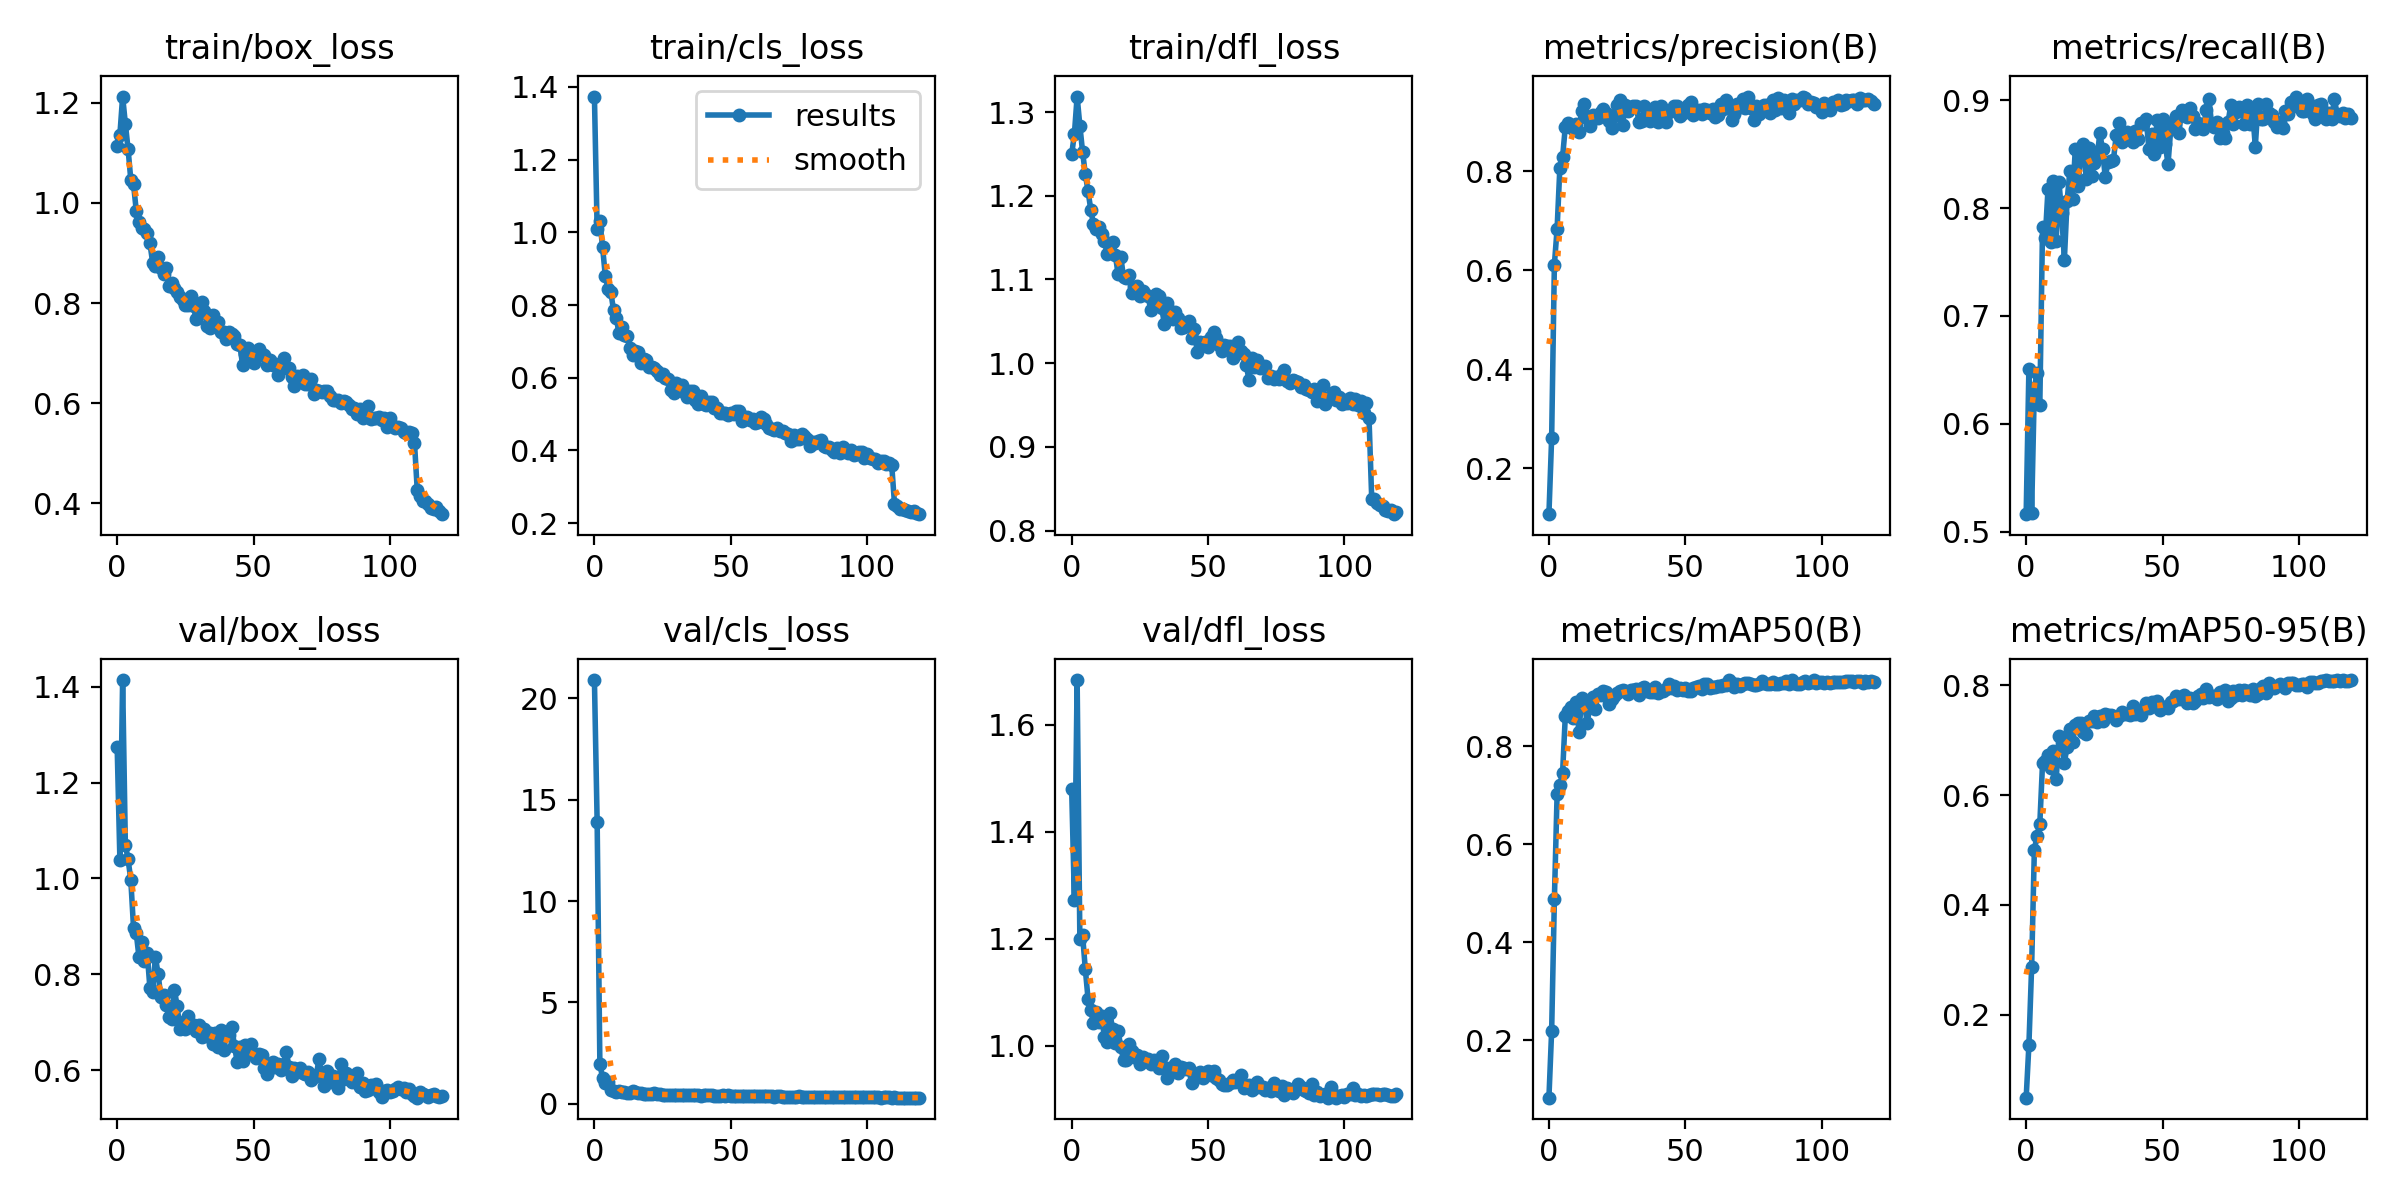 train/box_loss
1.2
1.0
0.8
0.6
0.4
0 50 100
train/cls_loss
results
smooth
1.4
1.2
1.0
0.8
0.6
0.4
0.2
0 50 100
train/dfl_loss
1.3
1.2
1.1
1.0
0.9
0.8
0 50 100
metrics/precision(B)
0.8
0.6
0.4
0.2
0 50 100
metrics/recall(B)
0.9
0.8
0.7
0.6
0.5
0 50 100
val/box_loss
1.4
1.2
1.0
0.8
0.6
0 50 100
val/cls_loss
20
15
10
5
0
0 50 100
val/dfl_loss
1.6
1.4
1.2
1.0
0 50 100
metrics/mAP50(B)
0.8
0.6
0.4
0.2
0 50 100
metrics/mAP50-95(B)
0.8
0.6
0.4
0.2
0 50 100